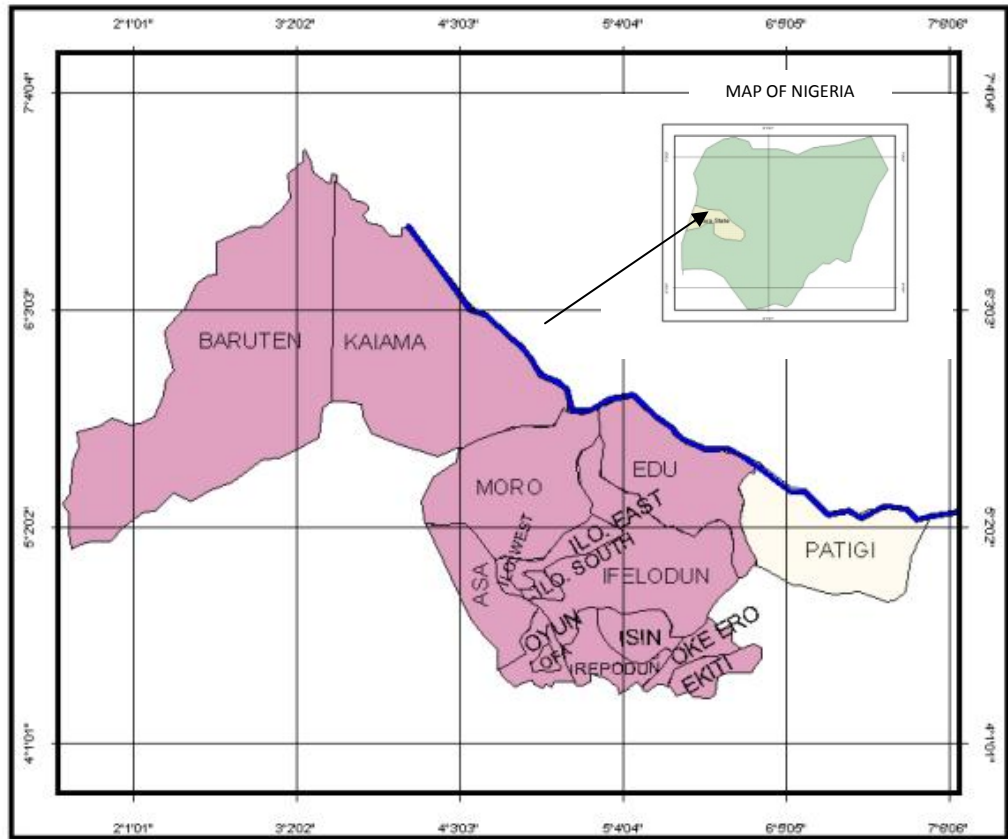 2°1'01" 3°2'02 4°3'03 5°4'04 6°5'05 7°6'06
7°4'04 7°4'04
MAP OF NIGERIA
6°3'03 6°3'03
BARUTEN KAIAMA
EDU
MORO
5°2'02 5°2'02
ILO. WEST ILO. EAST
PATIGI
ILO. SOUTH
ASA IFELODUN
OYUN ISIN OKE ERO
OFA IREPODUN
EKITI
4°1'01" 4°1'01"
2°1'01" 3°2'02 4°3'03 5°4'04 6°5'05 7°6'06